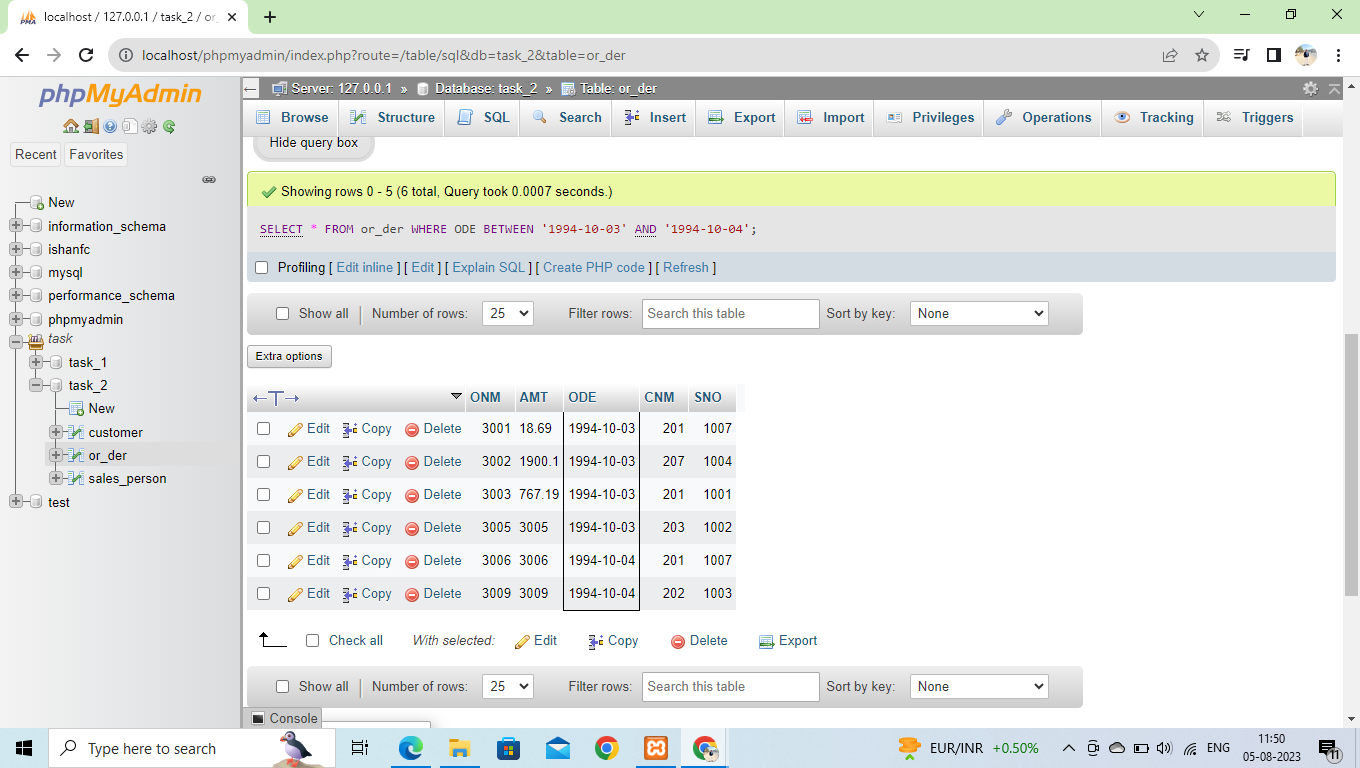 localhost / 127.0.0.1 / task_2 / or_
localhost/phpmyadmin/index.php?route=/table/sql&db=task_2&table=or_der
phpMyAdmin
Recent Favorites
New
information_schema
ishanfc
mysql
performance_schema
phpmyadmin
task
task_1
task_2
New
customer
or_der
sales_person
test
Server: 127.0.0.1 » Database: task_2 » Table: or_der
Browse Structure SQL Search Insert Export Import Privileges Operations Tracking Triggers
Hide query box
Showing rows 0 - 5 (6 total, Query took 0.0007 seconds.)
SELECT * FROM or_der WHERE ODE BETWEEN '1994-10-03' AND '1994-10-04';
Profiling [ Edit inline ] [ Edit ] [ Explain SQL ] [ Create PHP code ] [ Refresh ]
Show all Number of rows: 25 Filter rows: Search this table Sort by key: None
Extra options
←T→ ONM AMT ODE CNM SNO
Edit Copy Delete 3001 18.69 1994-10-03 201 1007
Edit Copy Delete 3002 1900.1 1994-10-03 207 1004
Edit Copy Delete 3003 767.19 1994-10-03 201 1001
Edit Copy Delete 3005 3005 1994-10-03 203 1002
Edit Copy Delete 3006 3006 1994-10-04 201 1007
Edit Copy Delete 3009 3009 1994-10-04 202 1003
Check all With selected: Edit Copy Delete Export
Show all Number of rows: 25 Filter rows: Search this table Sort by key: None
Console
Type here to search
EUR/INR +0.50%
ENG
11:50
05-08-2023
11